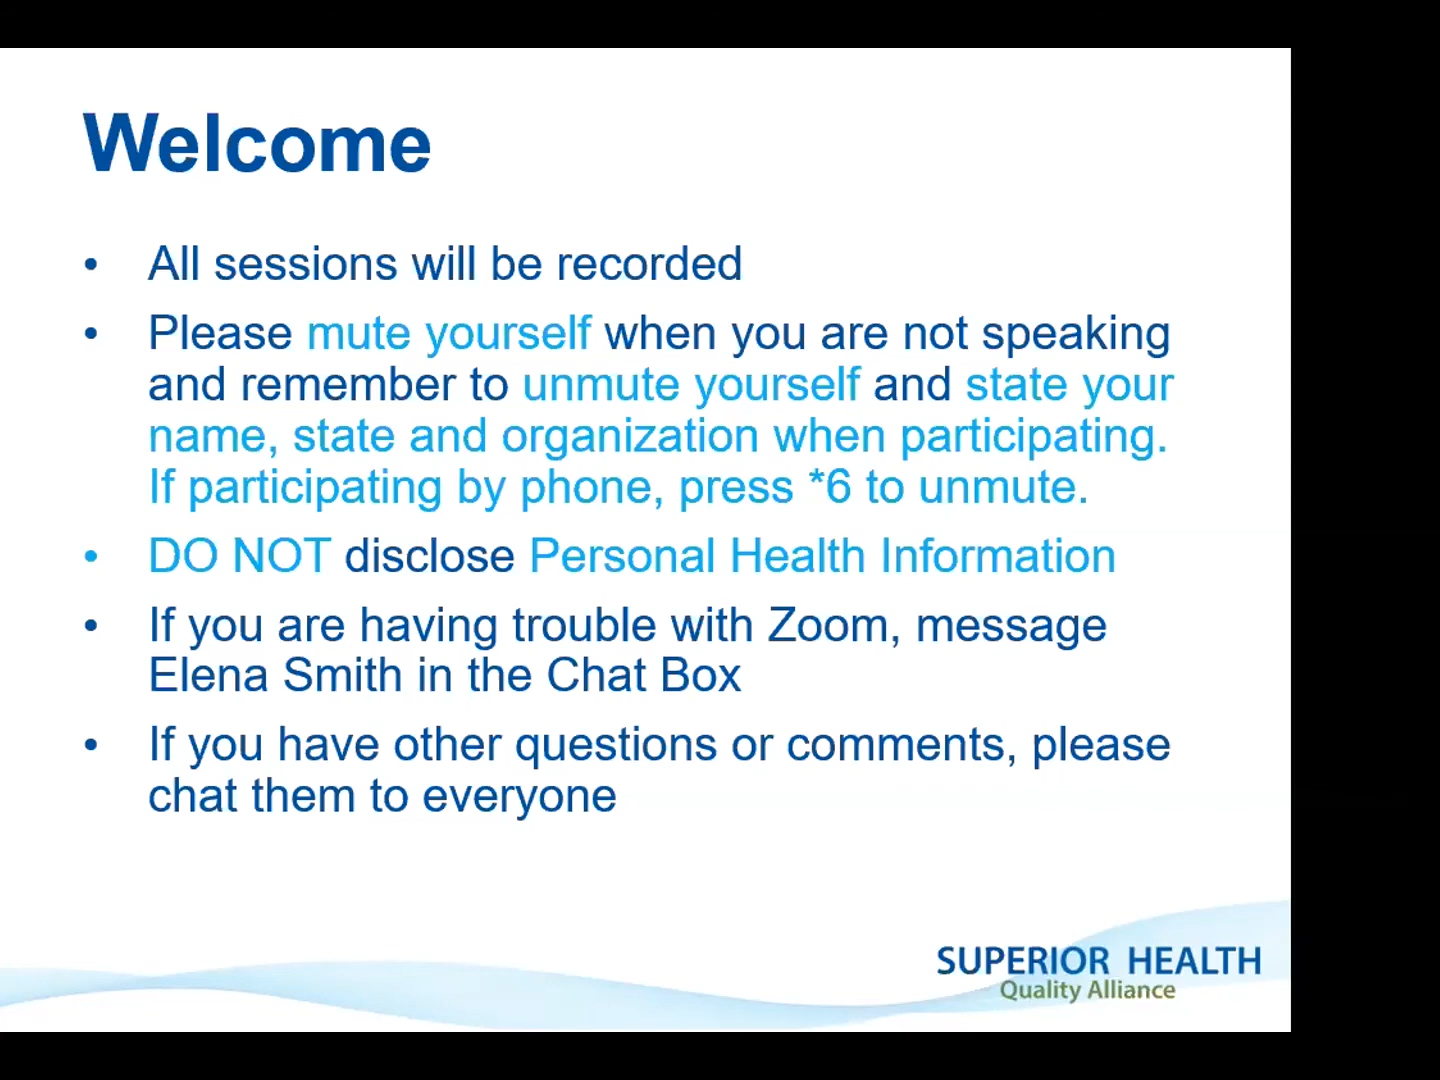 Welcome
• All sessions will be recorded
• Please mute yourself when you are not speaking
and remember to unmute yourself and state your
name, state and organization when participating.
If participating by phone, press *6 to unmute.
• DO NOT disclose Personal Health Information
• If you are having trouble with Zoom, message
Elena Smith in the Chat Box
• If you have other questions or comments, please
chat them to everyone
SUPERIOR HEALTH
Quality Alliance